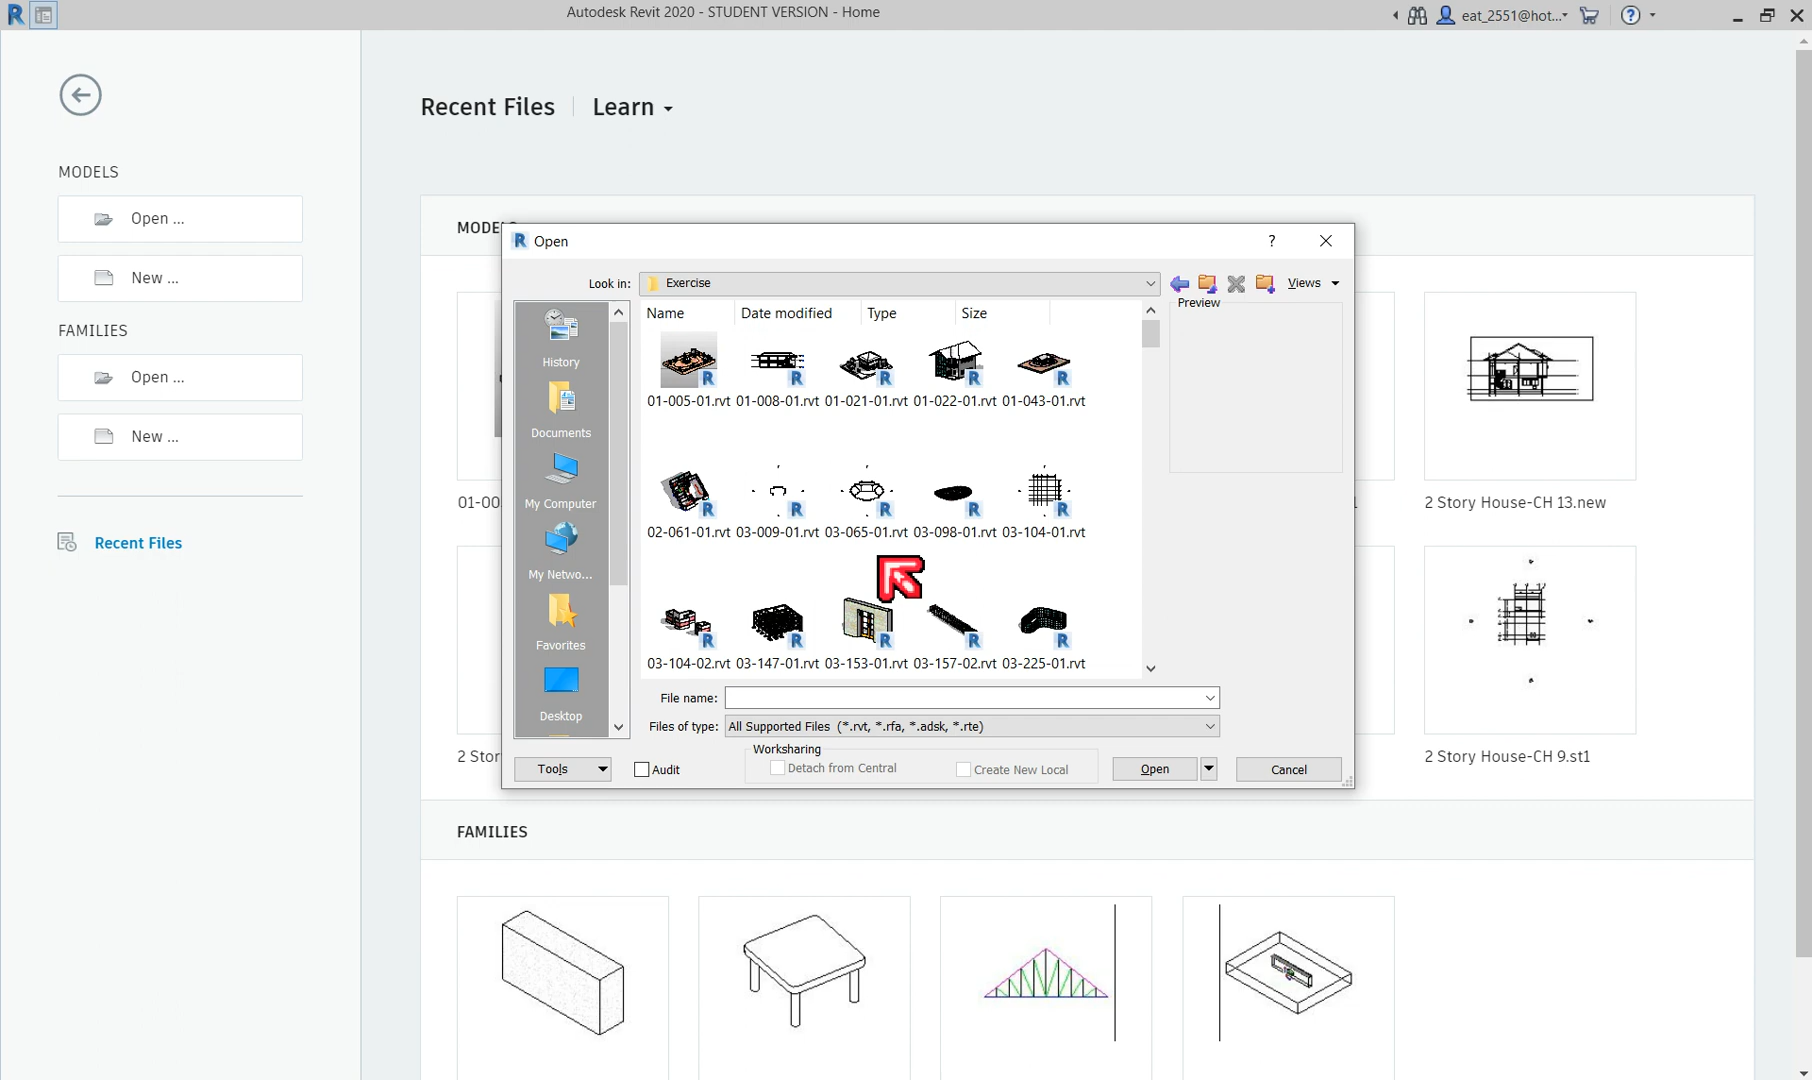 Autodesk Revit 2020 - STUDENT VERSION - Home
eat_2551@hot...
Recent Files
Learn
MODELS
Open ...
New ...
FAMILIES
Open ...
New ...
Recent Files
Open
Look in:
Exercise
Views
Preview
Name Date modified Type Size
History
Documents
My Computer
My Netwo...
Favorites
Desktop
01-005-01.rvt 01-008-01.rvt 01-021-01.rvt 01-022-01.rvt 01-043-01.rvt
02-061-01.rvt 03-009-01.rvt 03-065-01.rvt 03-098-01.rvt 03-104-01.rvt
03-104-02.rvt 03-147-01.rvt 03-153-01.rvt 03-157-02.rvt 03-225-01.rvt
File name:
Files of type: All Supported Files (*.rvt, *.rfa, *.adsk, *.rte)
Worksharing
Tools
Audit
Detach from Central
Create New Local
Open
Cancel
2 Story House-CH 13.new
2 Story House-CH 9.st1
FAMILIES